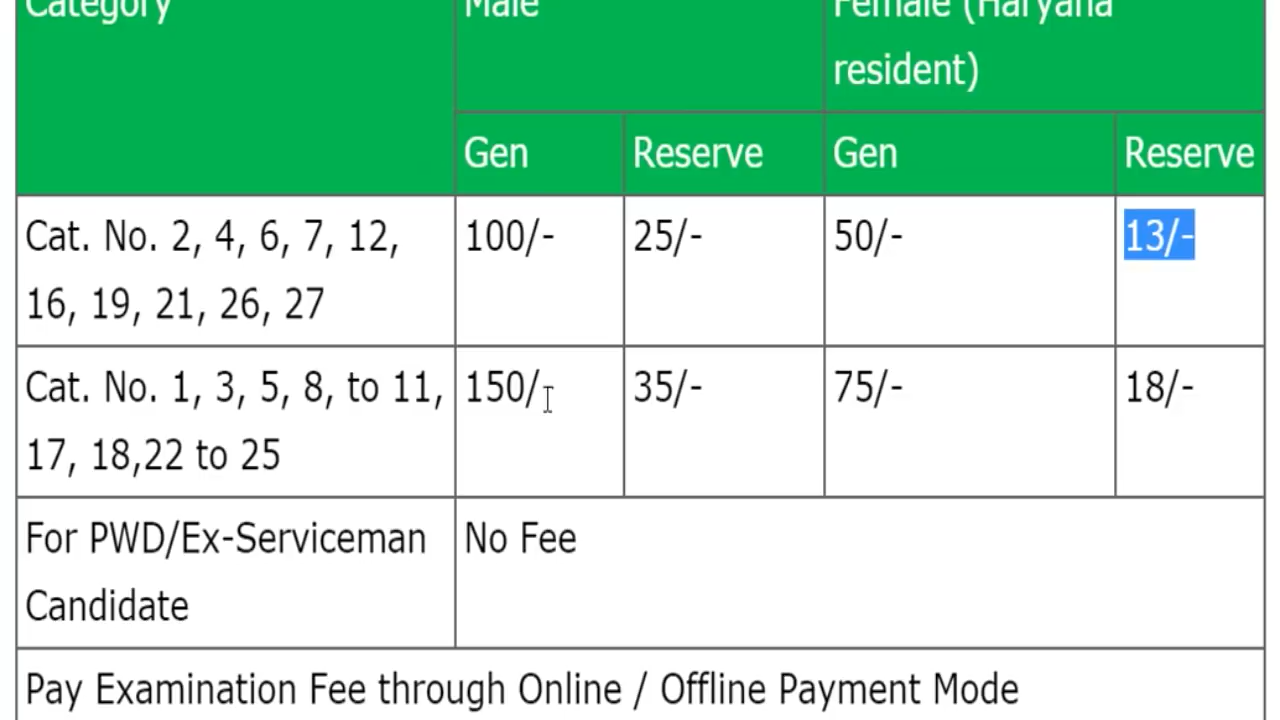 Category Male Female (Haryana
resident)
Gen Reserve Gen Reserve
Cat. No. 2, 4, 6, 7, 12, 100/- 25/- 50/- 13/-
16, 19, 21, 26, 27
Cat. No. 1, 3, 5, 8, to 11, 150/ 35/- 75/- 18/-
17, 18,22 to 25
For PWD/Ex-Serviceman No Fee
Candidate
Pay Examination Fee through Online / Offline Payment Mode